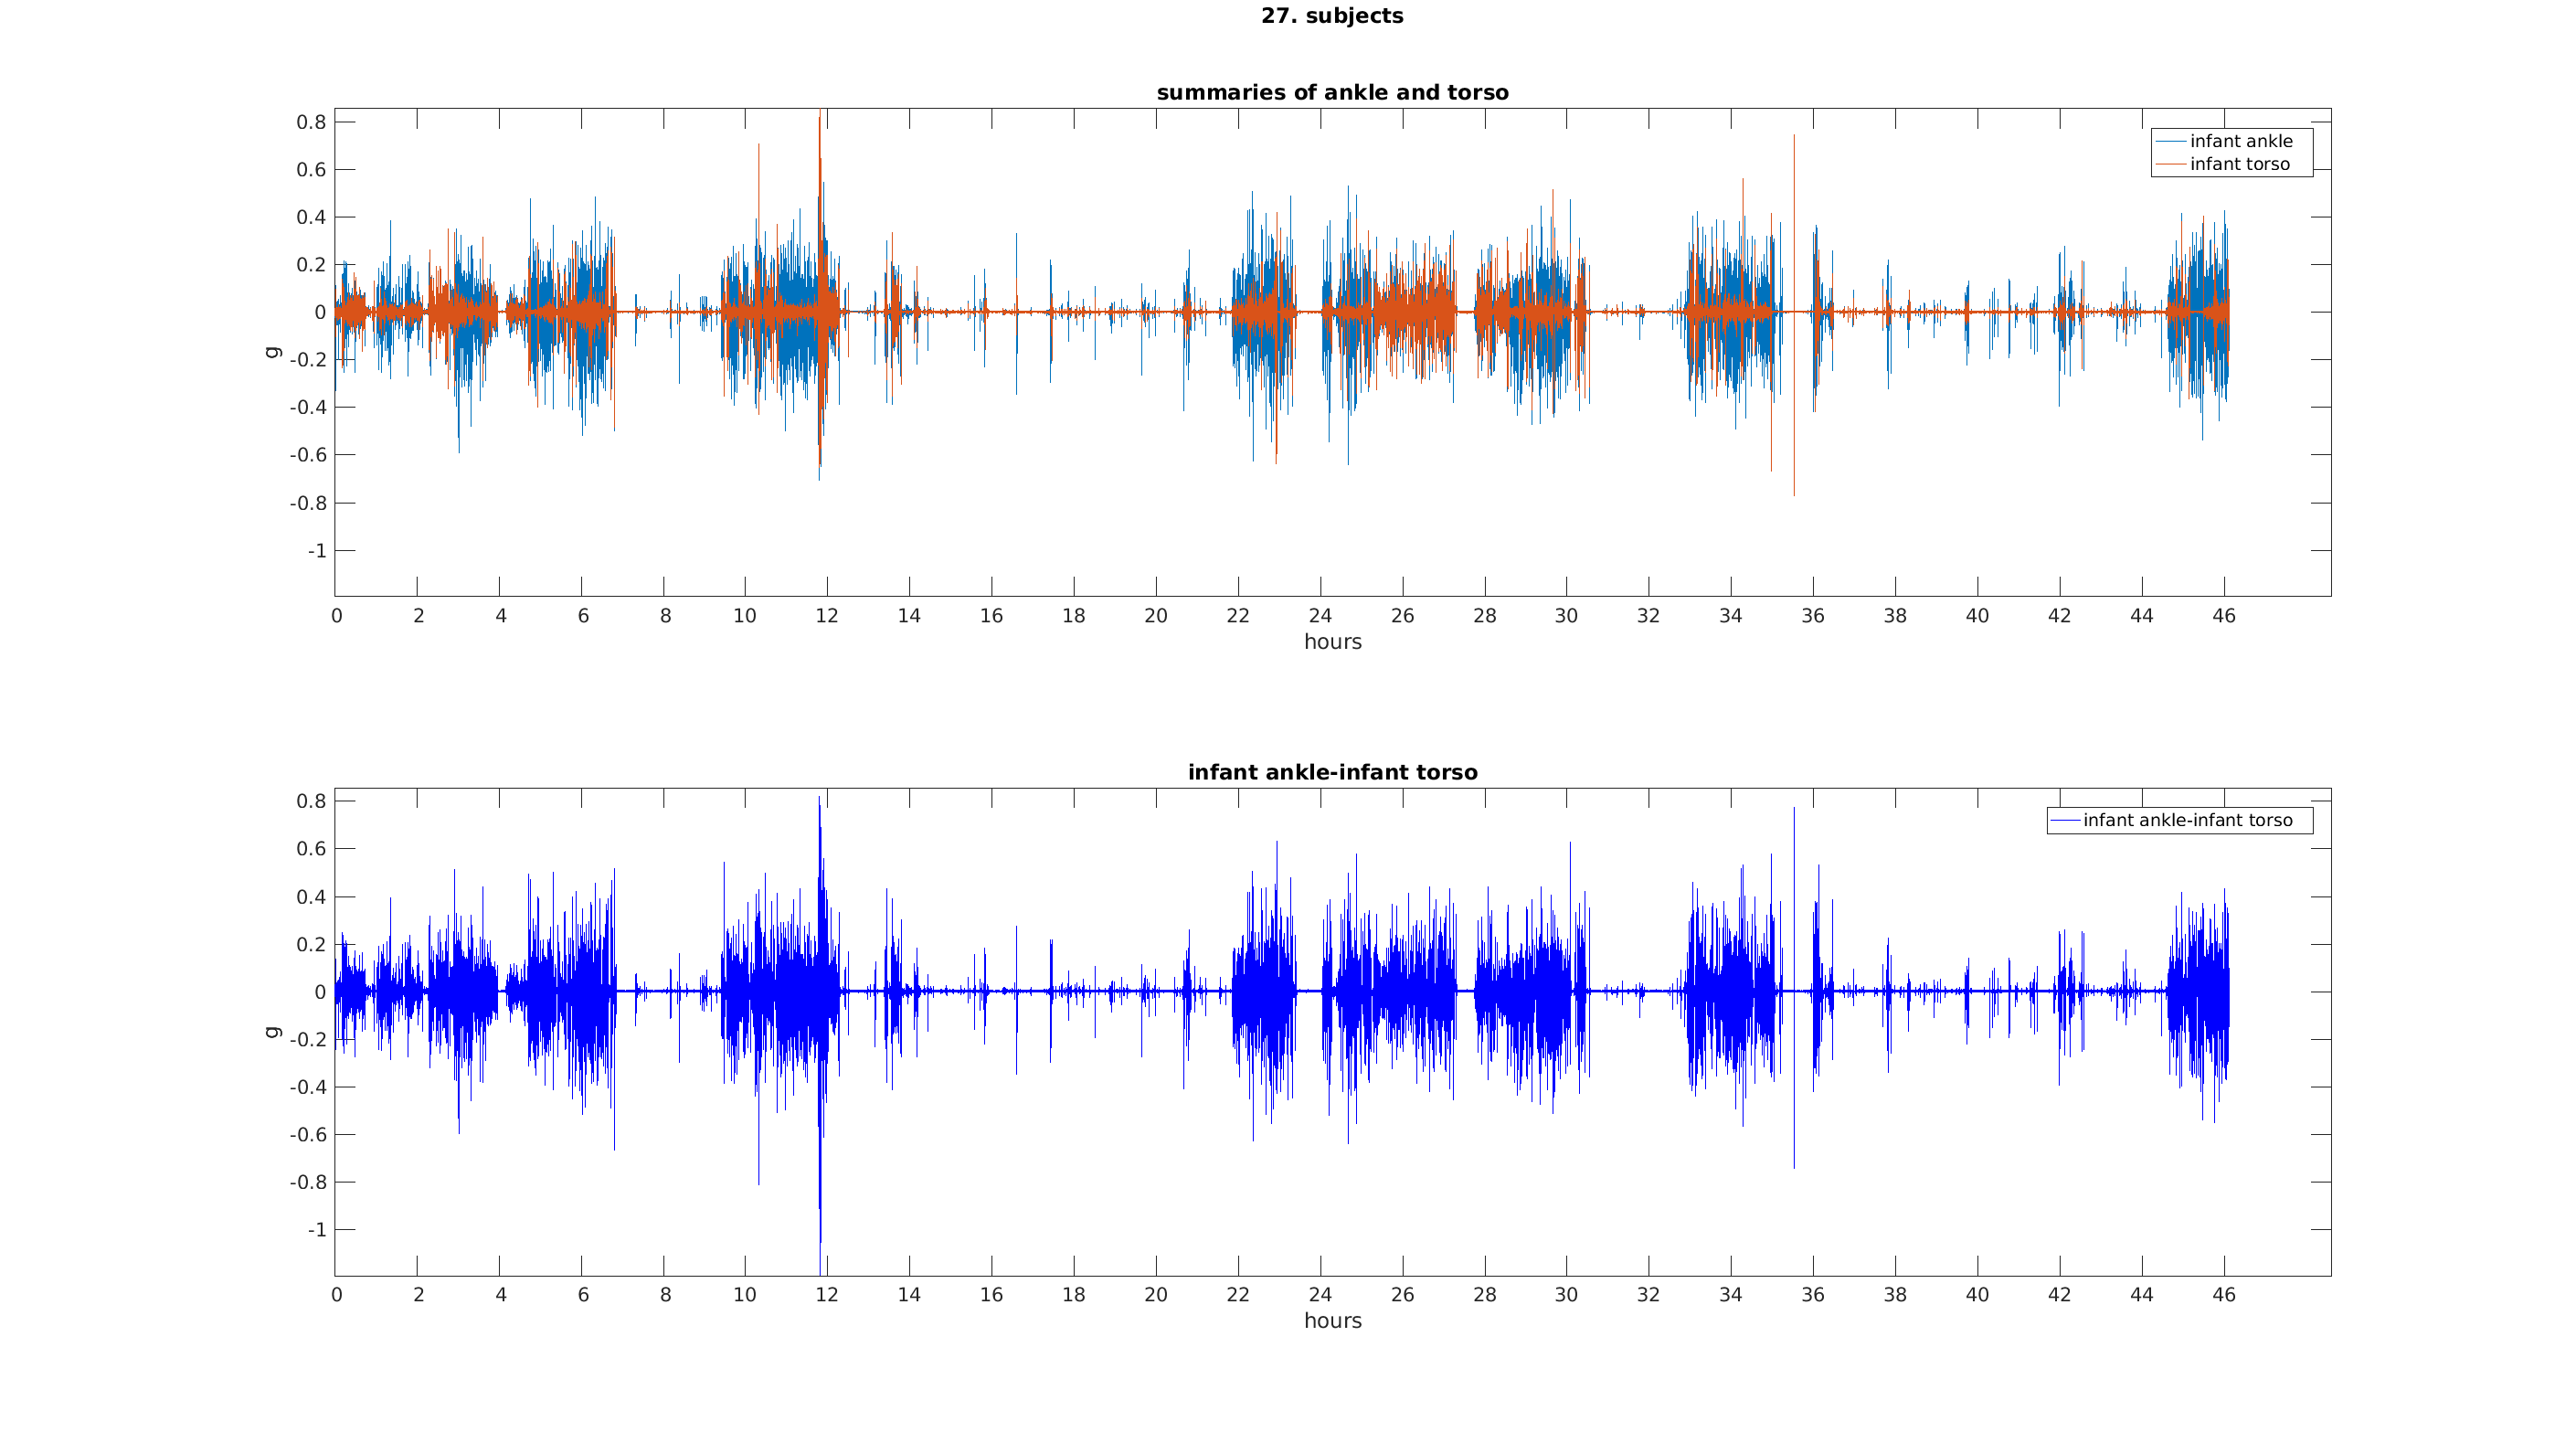 27. subjects
summaries of ankle and torso
0.8
0.6
0.4
0.2
0
-0.2
-0.4
-0.6
-0.8
-1
g
infant ankle
infant torso
0 2 4 6 8 10 12 14 16 18 20 22 24 26 28 30 32 34 36 38 40 42 44 46
hours
infant ankle-infant torso
0.8
0.6
0.4
0.2
0
-0.2
-0.4
-0.6
-0.8
-1
g
infant ankle-infant torso
0 2 4 6 8 10 12 14 16 18 20 22 24 26 28 30 32 34 36 38 40 42 44 46
hours